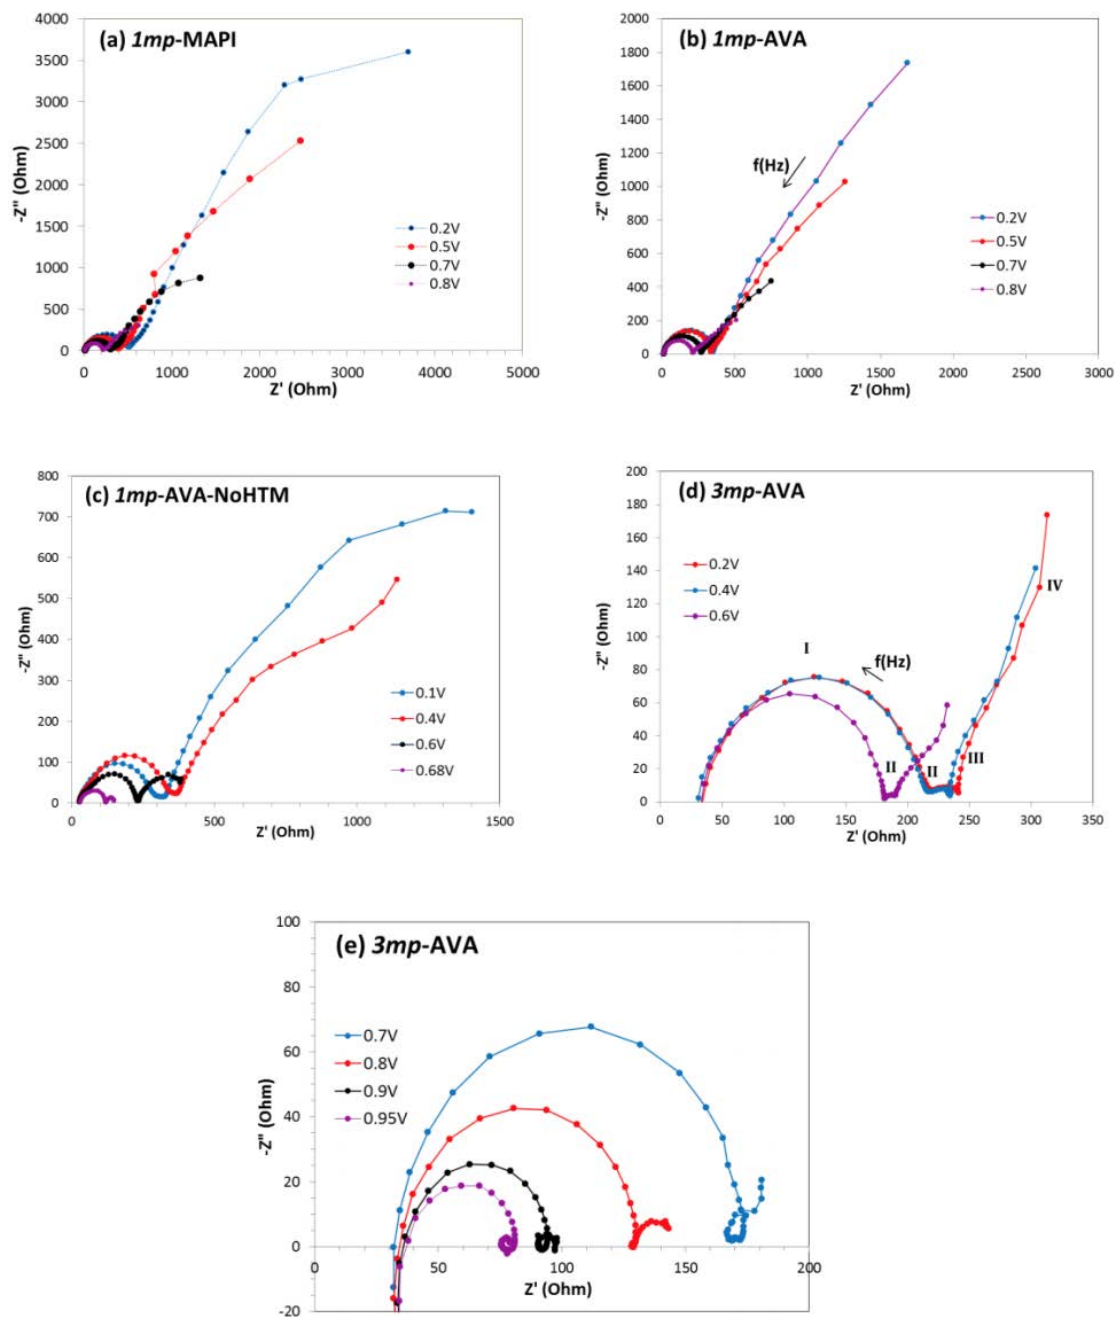 (a) 1mp-MAPI
-Z" (Ohm)
4000
3500
3000
2500
2000
1500
1000
500
0
0 1000 2000 3000 4000 5000
Z' (Ohm)
0.2V
0.5V
0.7V
0.8V
(b) 1mp-AVA
-Z" (Ohm)
2000
1800
1600
1400
1200
1000
800
600
400
200
0
0 500 1000 1500 2000 2500 3000
Z' (Ohm)
f(Hz)
0.2V
0.5V
0.7V
0.8V
(c) 1mp-AVA-NoHTM
-Z" (Ohm)
800
700
600
500
400
300
200
100
0
0 500 1000 1500
Z' (Ohm)
0.1V
0.4V
0.6V
0.68V
(d) 3mp-AVA
-Z" (Ohm)
200
180
160
140
120
100
80
60
40
20
0
0 50 100 150 200 250 300 350
Z' (Ohm)
0.2V
0.4V
0.6V
I
f(Hz)
II
II
III
IV
(e) 3mp-AVA
-Z" (Ohm)
100
80
60
40
20
0
-20
0 50 100 150 200
Z' (Ohm)
0.7V
0.8V
0.9V
0.95V